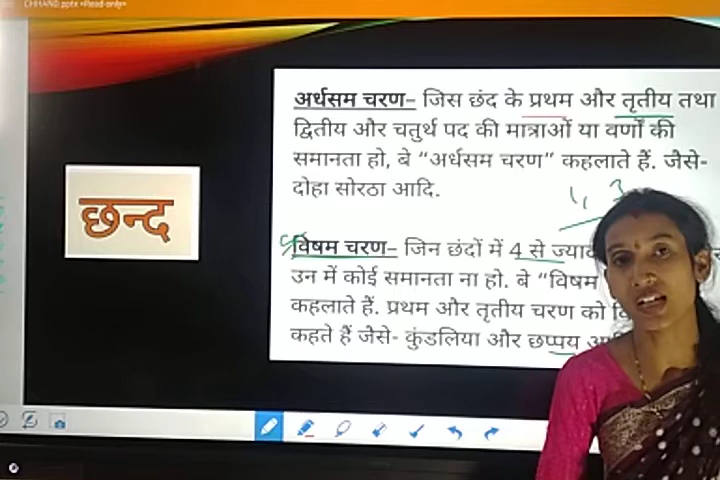 CHHAND.pptx <Read-only>
अर्धसम चरण– जिस छंद के प्रथम और तृतीय तथा
द्वितीय और चतुर्थ पद की मात्राओं या वर्णों की
समानता हो, बे “अर्धसम चरण” कहलाते हैं. जैसे-
दोहा सोरठा आदि.
1, 3
छन्द
विषम चरण– जिन छंदों में 4 से
उन में कोई समानता ना हो. बे “विषम
कहलाते हैं. प्रथम और तृतीय चरण को
कहते हैं जैसे- कुंडलिया और छप्पय